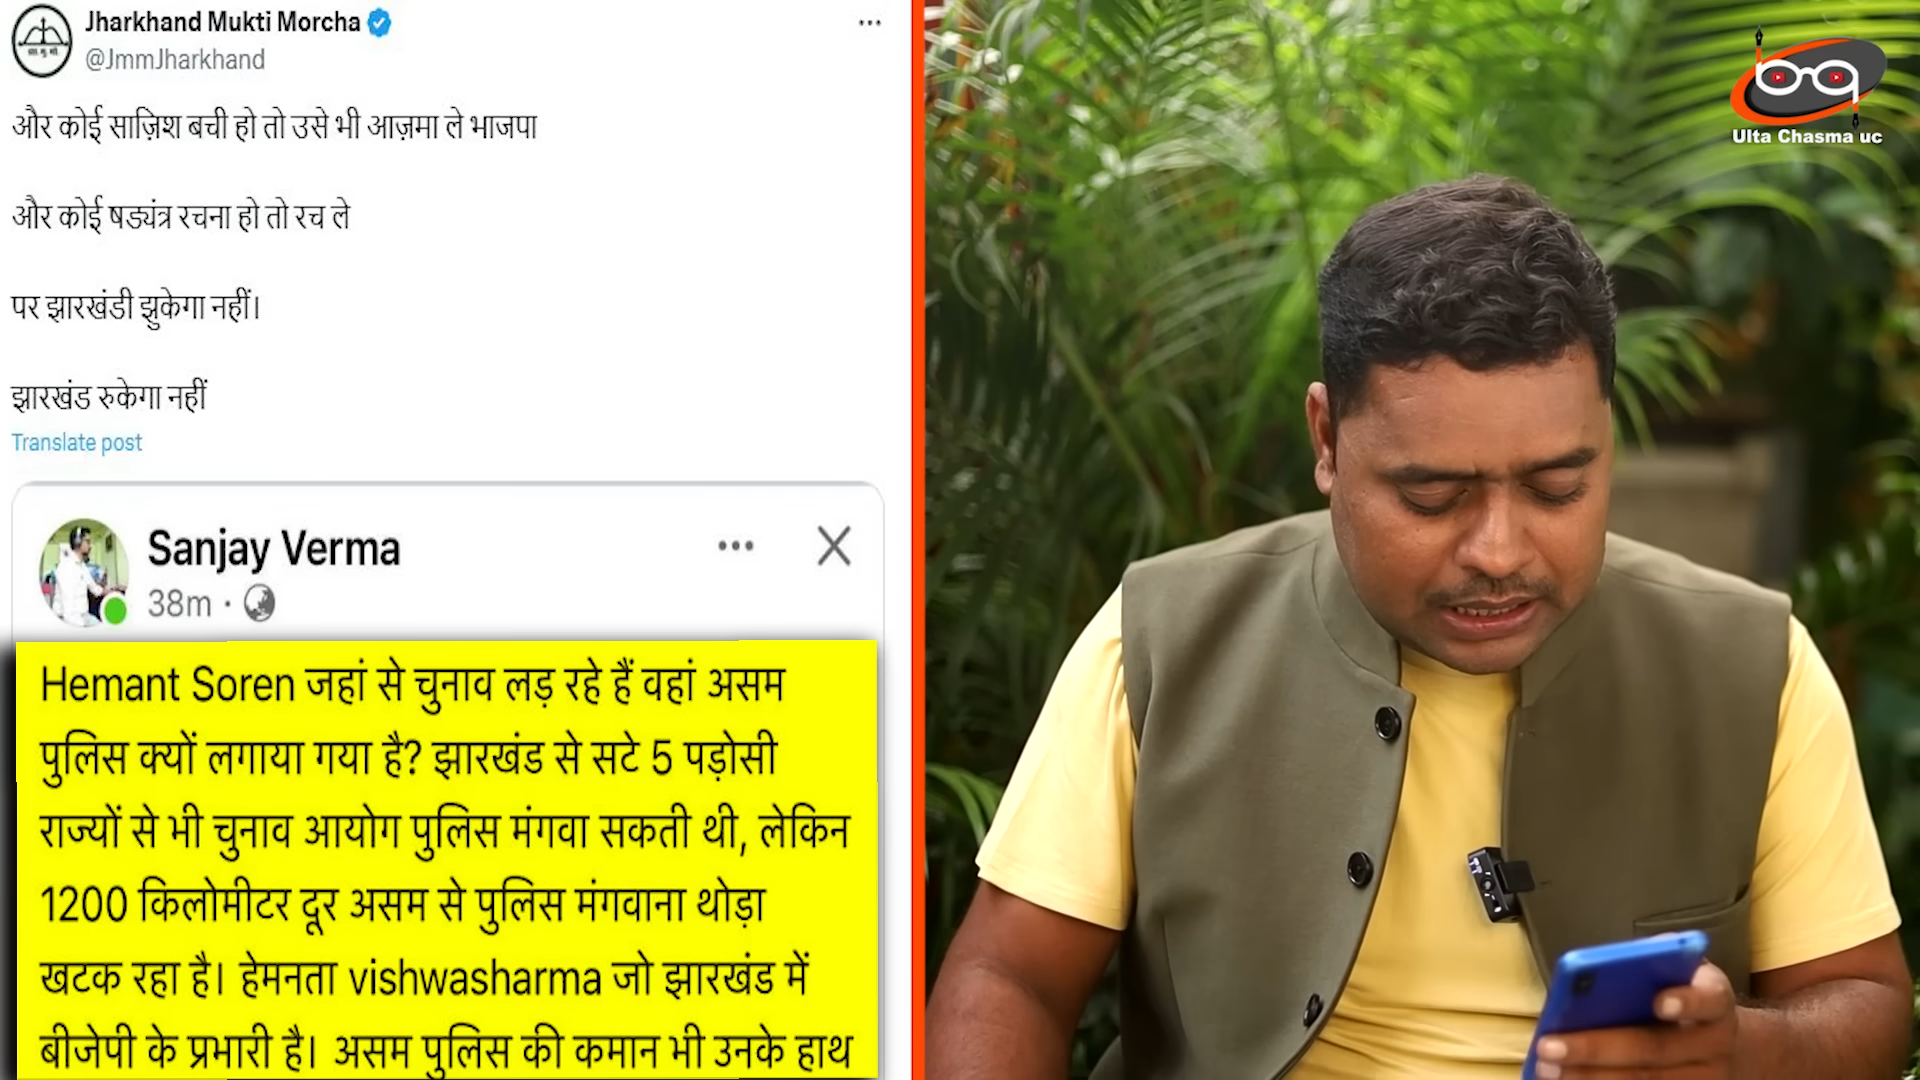 Jharkhand Mukti Morcha
@JmmJharkhand
और कोई साज़िश बची हो तो उसे भी आज़मा ले भाजपा
और कोई षड्यंत्र रचना हो तो रच ले
पर झारखंडी झुकेगा नहीं।
झारखंड रुकेगा नहीं
Translate post
Sanjay Verma
38m
Hemant Soren जहां से चुनाव लड़ रहे हैं वहां असम
पुलिस क्यों लगाया गया है? झारखंड से सटे 5 पड़ोसी
राज्यों से भी चुनाव आयोग पुलिस मंगवा सकती थी, लेकिन
1200 किलोमीटर दूर असम से पुलिस मंगवाना थोड़ा
खटक रहा है। हेमनता vishwasharma जो झारखंड में
बीजेपी के प्रभारी है। असम पुलिस की कमान भी उनके हाथ
Ulta Chasma uc